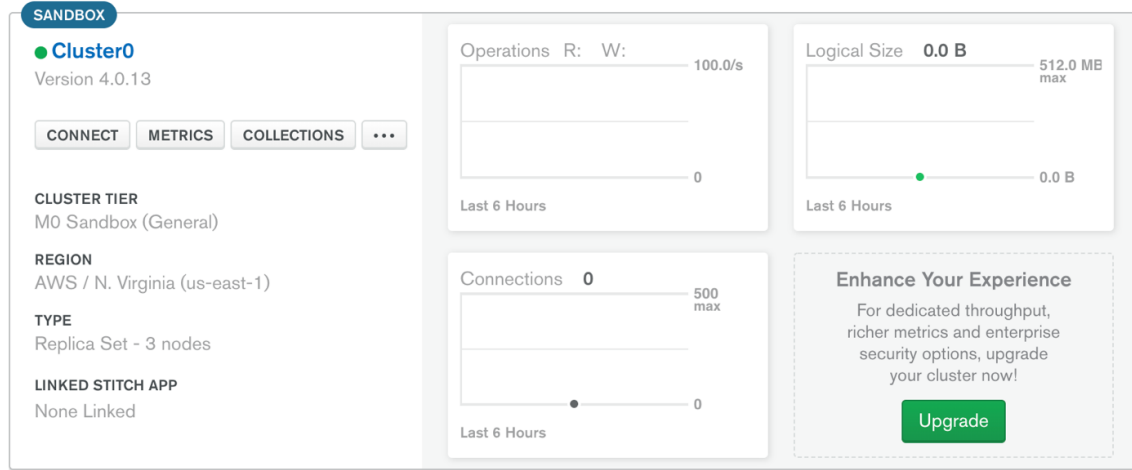 SANDBOX
Cluster0
Version 4.0.13
CONNECT METRICS COLLECTIONS ...
CLUSTER TIER
M0 Sandbox (General)
REGION
AWS / N. Virginia (us-east-1)
TYPE
Replica Set - 3 nodes
LINKED STITCH APP
None Linked
Operations R: W:
100.0/s
0
Last 6 Hours
Logical Size 0.0 B
512.0 MB
max
0.0 B
Last 6 Hours
Connections 0
500
max
0
Last 6 Hours
Enhance Your Experience
For dedicated throughput,
richer metrics and enterprise
security options, upgrade
your cluster now!
Upgrade